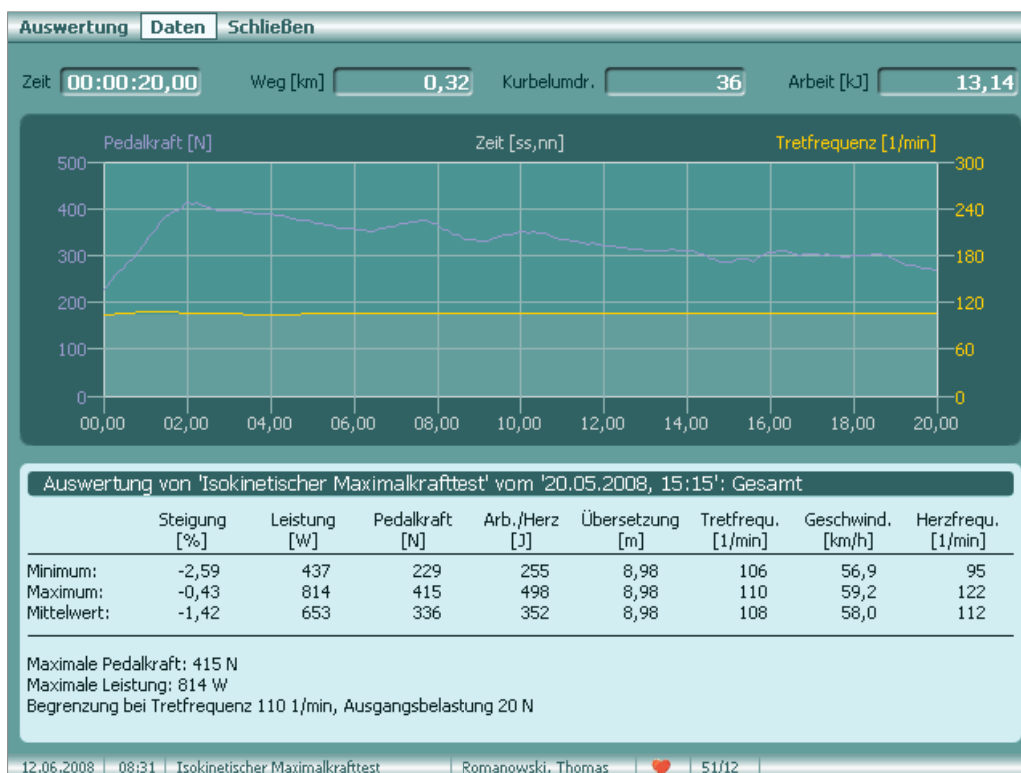 Auswertung Daten Schließen
Zeit 00:00:20,00 Weg [km] 0,32 Kurbelumdr. 36 Arbeit [kJ] 13,14
Pedalkraft [N] Zeit [ss,nn] Tretfrequenz [1/min]
500 300
400 240
300 180
200 120
100 60
0 0
00,00 02,00 04,00 06,00 08,00 10,00 12,00 14,00 16,00 18,00 20,00
Auswertung von 'Isokinetischer Maximalkrafttest' vom '20.05.2008, 15:15': Gesamt
Steigung Leistung Pedalkraft Arb./Herz Übersetzung Tretfrequ. Geschwind. Herzfrequ.
[%] [W] [N] [J] [m] [1/min] [km/h] [1/min]
Minimum: -2,59 437 229 255 8,98 106 56,9 95
Maximum: -0,43 814 415 498 8,98 110 59,2 122
Mittelwert: -1,42 653 336 352 8,98 108 58,0 112
Maximale Pedalkraft: 415 N
Maximale Leistung: 814 W
Begrenzung bei Tretfrequenz 110 1/min, Ausgangsbelastung 20 N
12.06.2008 08:31 Isokinetischer Maximalkrafttest Romanowski, Thomas 51/12